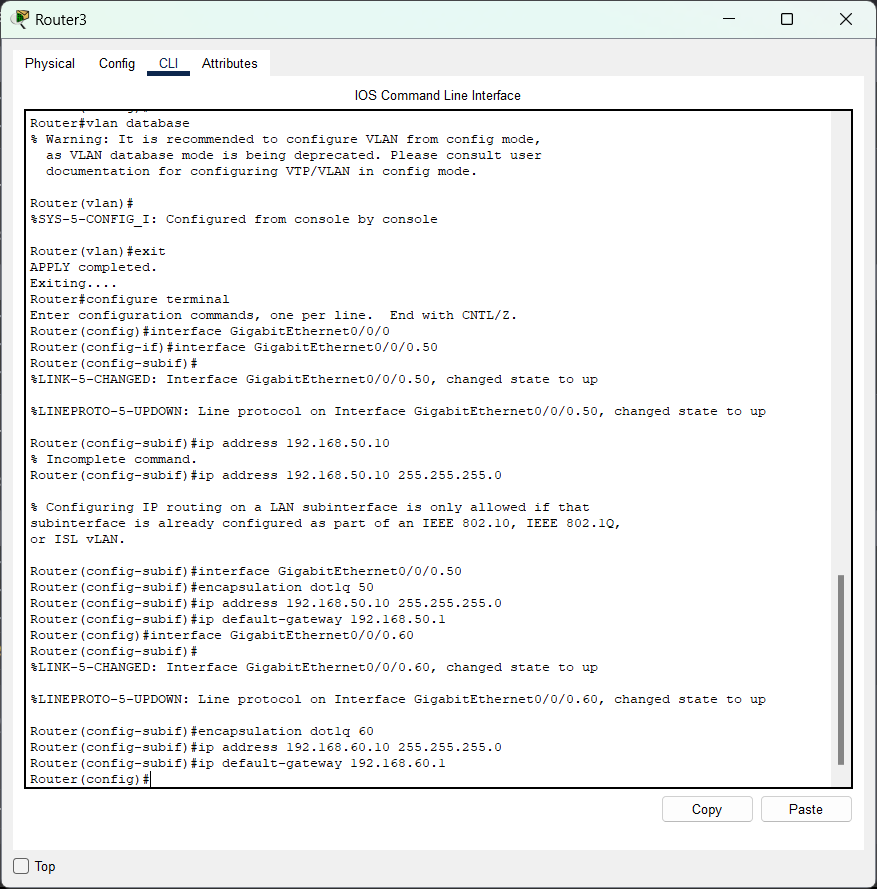 Router3
Physical Config CLI Attributes
IOS Command Line Interface
Router#vlan database
% Warning: It is recommended to configure VLAN from config mode,
as VLAN database mode is being deprecated. Please consult user
documentation for configuring VTP/VLAN in config mode.
Router(vlan)#
%SYS-5-CONFIG_I: Configured from console by console
Router(vlan)#exit
APPLY completed.
Exiting....
Router#configure terminal
Enter configuration commands, one per line.  End with CNTL/Z.
Router(config)#interface GigabitEthernet0/0/0
Router(config-if)#interface GigabitEthernet0/0/0.50
Router(config-subif)#
%LINK-5-CHANGED: Interface GigabitEthernet0/0/0.50, changed state to up
%LINEPROTO-5-UPDOWN: Line protocol on Interface GigabitEthernet0/0/0.50, changed state to up
Router(config-subif)#ip address 192.168.50.10
% Incomplete command.
Router(config-subif)#ip address 192.168.50.10 255.255.255.0
% Configuring IP routing on a LAN subinterface is only allowed if that
subinterface is already configured as part of an IEEE 802.10, IEEE 802.1Q,
or ISL vLAN.
Router(config-subif)#interface GigabitEthernet0/0/0.50
Router(config-subif)#encapsulation dot1q 50
Router(config-subif)#ip address 192.168.50.10 255.255.255.0
Router(config-subif)#ip default-gateway 192.168.50.1
Router(config)#interface GigabitEthernet0/0/0.60
Router(config-subif)#
%LINK-5-CHANGED: Interface GigabitEthernet0/0/0.60, changed state to up
%LINEPROTO-5-UPDOWN: Line protocol on Interface GigabitEthernet0/0/0.60, changed state to up
Router(config-subif)#encapsulation dot1q 60
Router(config-subif)#ip address 192.168.60.10 255.255.255.0
Router(config-subif)#ip default-gateway 192.168.60.1
Router(config)#
Copy Paste
Top